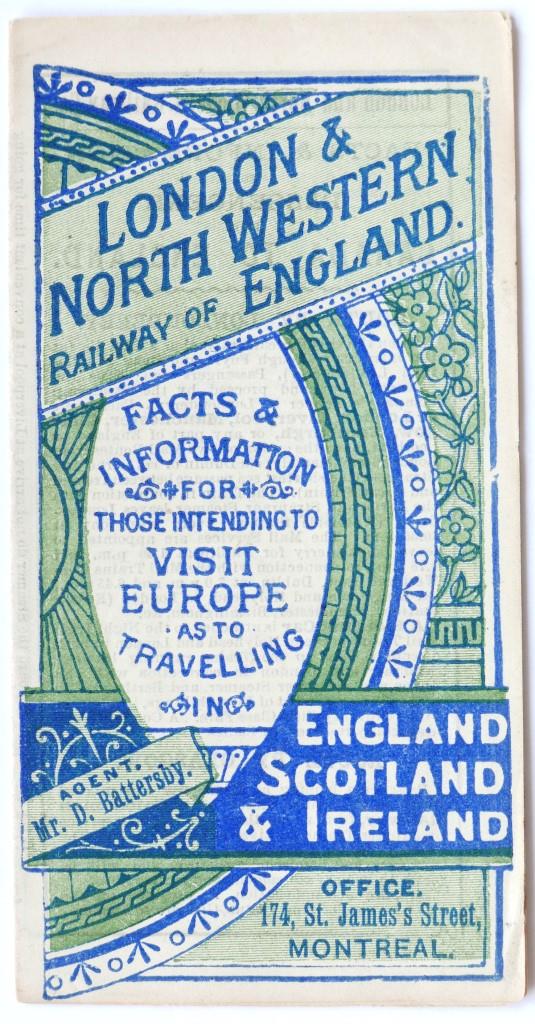 LONDON &
NORTH WESTERN
RAILWAY OF ENGLAND.
FACTS &
INFORMATION
FOR
THOSE INTENDING TO
VISIT
EUROPE
AS TO
TRAVELLING
IN
ENGLAND
SCOTLAND
& IRELAND
AGENT.
Mr. D. Battersby.
OFFICE.
174, St. James's Street,
MONTREAL.